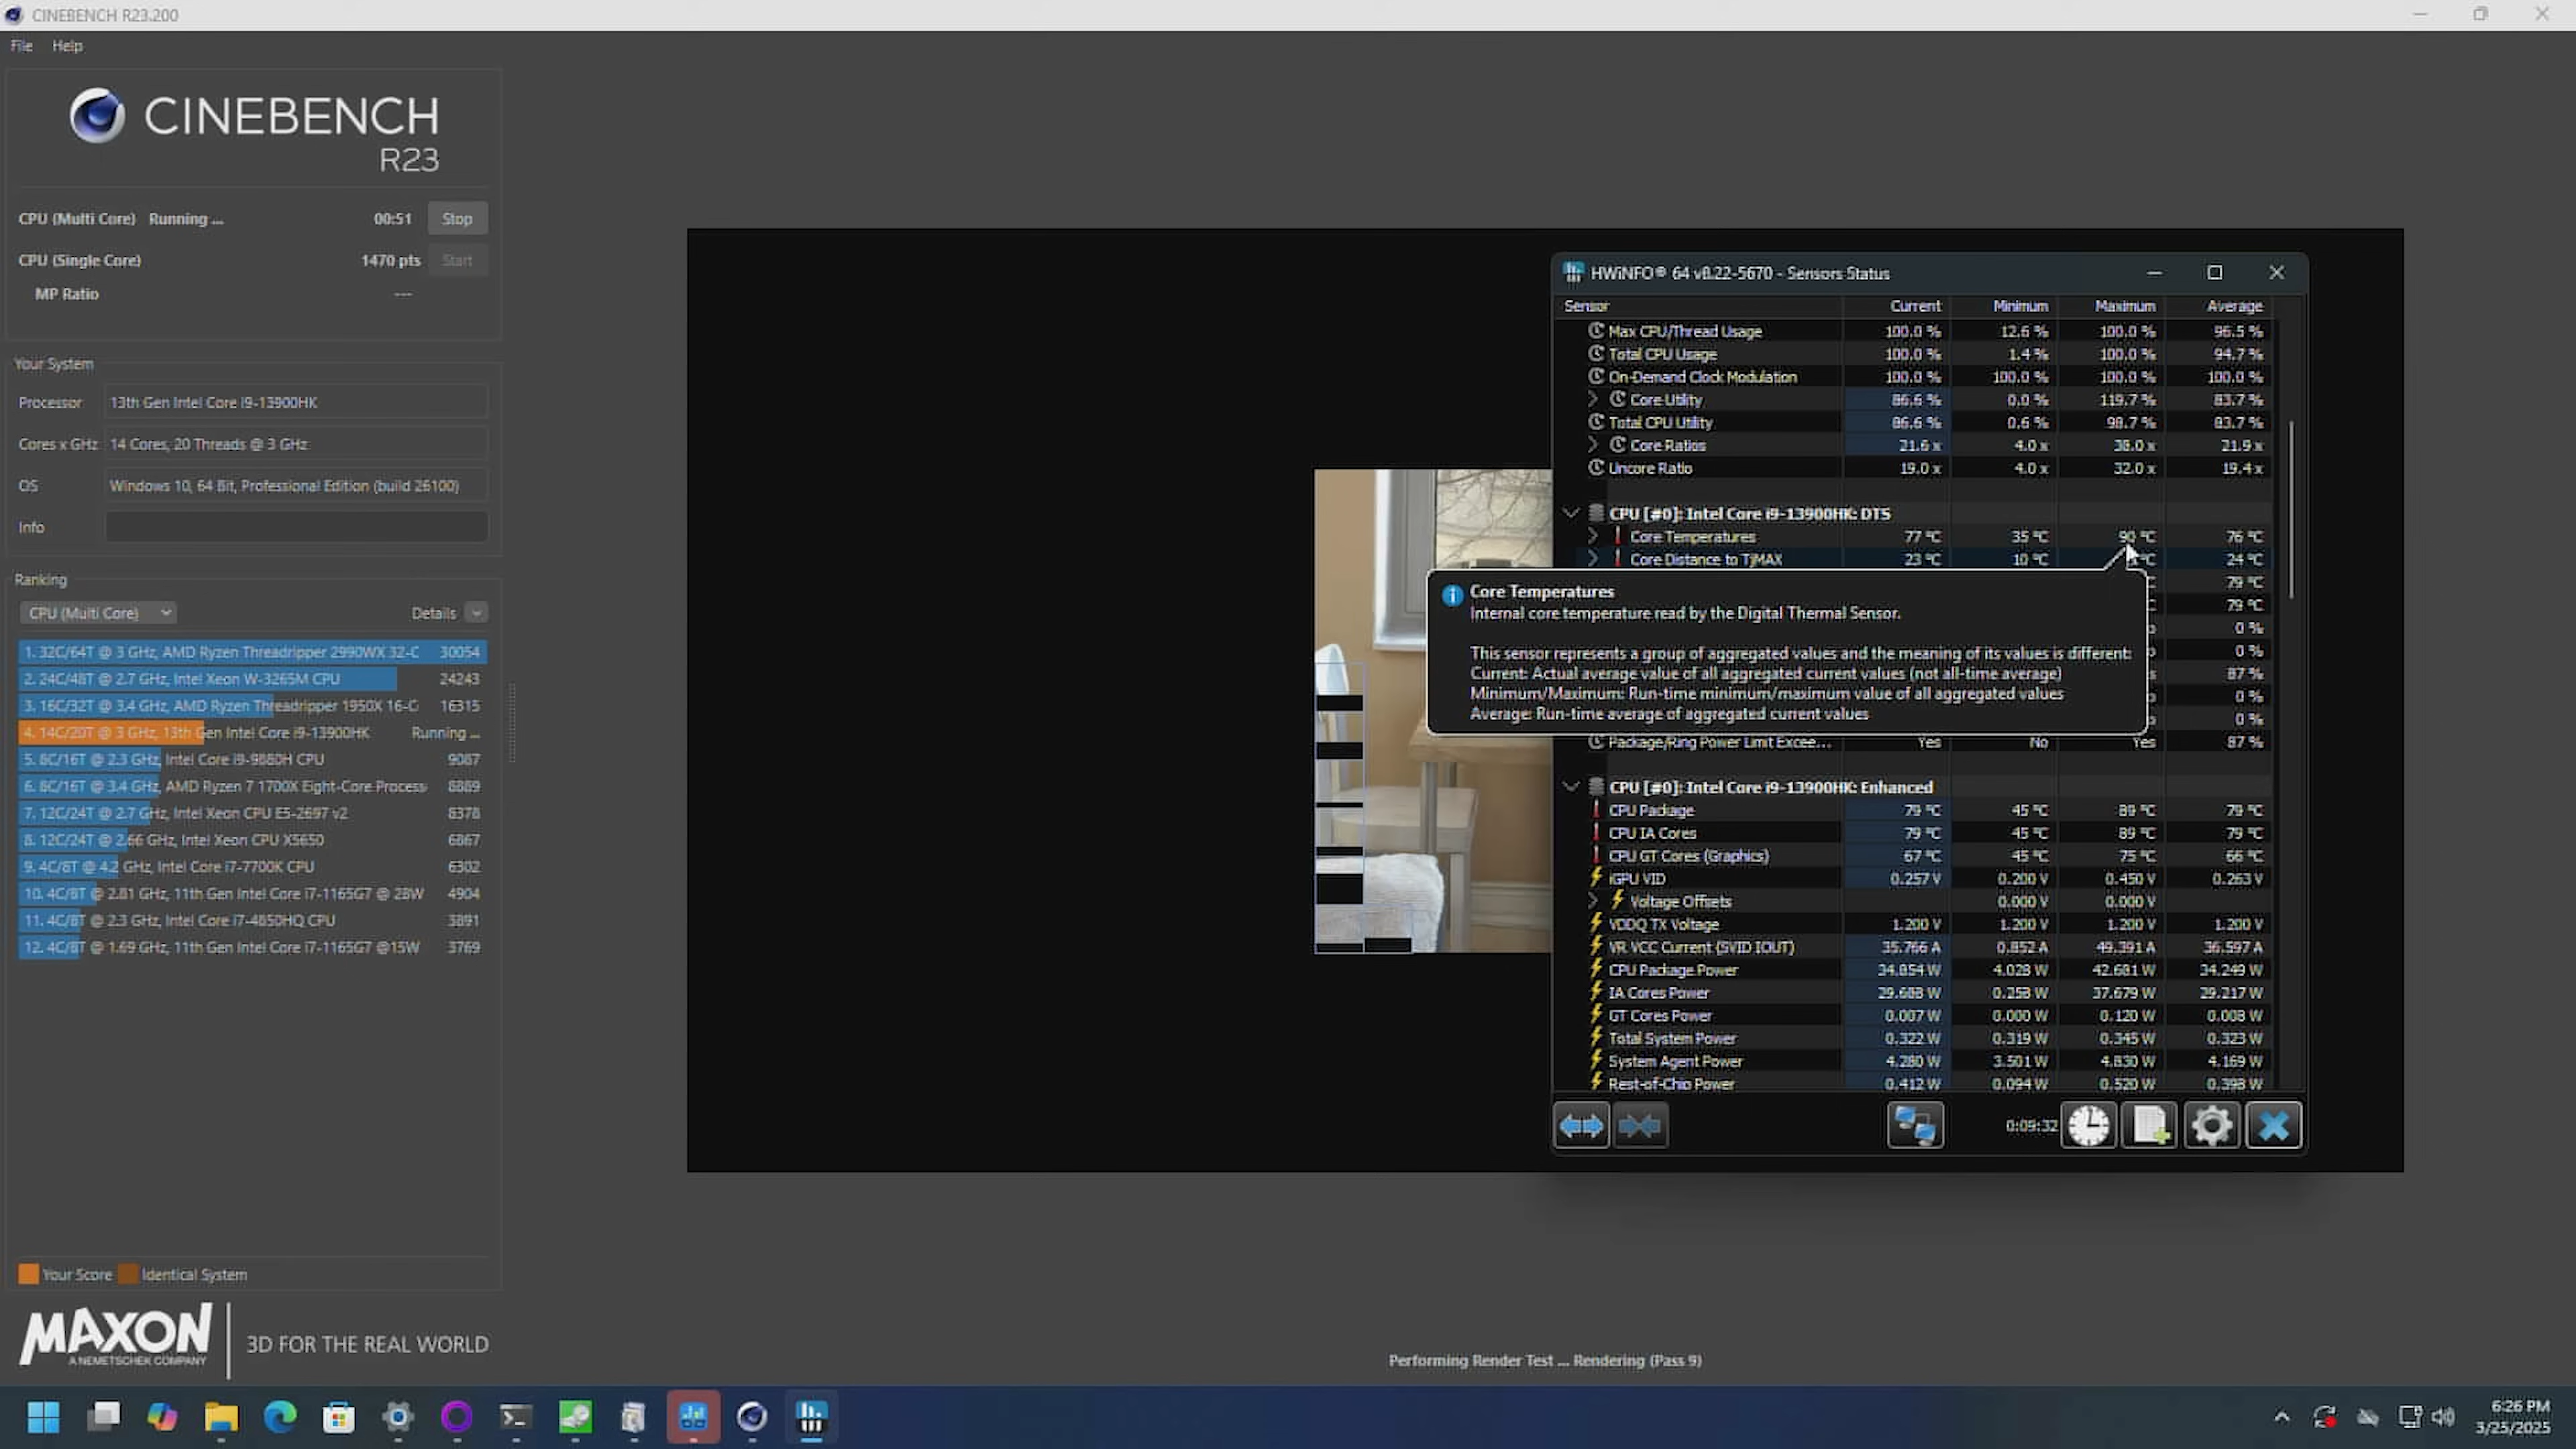 CINEBENCH R23.200
File Help
CINEBENCH
R23
CPU (Multi Core) Running ... 00:51 Stop
CPU (Single Core) 1470 pts Start
MP Ratio ---
Your System
Processor 13th Gen Intel Core i9-13900HK
Cores x GHz 14 Cores, 20 Threads @ 3 GHz
OS Windows 10, 64 Bit, Professional Edition (build 26100)
Info
Ranking
CPU (Multi Core) Details
1. 32C/64T @ 3 GHz, AMD Ryzen Threadripper 2990WX 32-C 30054
2. 24C/48T @ 2.7 GHz, Intel Xeon W-3265M CPU 24243
3. 16C/32T @ 3.4 GHz, AMD Ryzen Threadripper 1950X 16-C 16315
4. 14C/20T @ 3 GHz, 13th Gen Intel Core i9-13900HK Running ...
5. 8C/16T @ 2.3 GHz, Intel Core i9-9880H CPU 9087
6. 8C/16T @ 3.4 GHz, AMD Ryzen 7 1700X Eight-Core Process 8889
7. 12C/24T @ 2.7 GHz, Intel Xeon CPU E5-2697 v2 8378
8. 12C/24T @ 2.66 GHz, Intel Xeon CPU X5650 6867
9. 4C/8T @ 4.2 GHz, Intel Core i7-7700K CPU 6302
10. 4C/8T @ 2.81 GHz, 11th Gen Intel Core i7-1165G7 @ 28W 4904
11. 4C/8T @ 2.3 GHz, Intel Core i7-4850HQ CPU 3891
12. 4C/8T @ 1.69 GHz, 11th Gen Intel Core i7-1165G7 @15W 3769
Your Score Identical System
MAXON
A NEMETSCHEK COMPANY
3D FOR THE REAL WORLD
HWiNFO® 64 v8.22-5670 - Sensors Status
Sensor Current Minimum Maximum Average
Max CPU/Thread Usage 100.0 % 12.6 % 100.0 % 96.5 %
Total CPU Usage 100.0 % 1.4 % 100.0 % 94.7 %
On-Demand Clock Modulation 100.0 % 100.0 % 100.0 % 100.0 %
Core Utility 86.6 % 0.0 % 119.7 % 83.7 %
Total CPU Utility 86.6 % 0.6 % 98.7 % 83.7 %
Core Ratios 21.6 x 4.0 x 38.0 x 21.9 x
Uncore Ratio 19.0 x 4.0 x 32.0 x 19.4 x
CPU [#0]: Intel Core i9-13900HK: DTS
Core Temperatures 77 °C 35 °C 90 °C 76 °C
Core Distance to TjMAX 23 °C 10 °C °C 24 °C
79 °C
79 °C
0 %
0 %
87 %
0 %
0 %
Core Temperatures
Internal core temperature read by the Digital Thermal Sensor.
This sensor represents a group of aggregated values and the meaning of its values is different:
Current: Actual average value of all aggregated current values (not all-time average)
Minimum/Maximum: Run-time minimum/maximum value of all aggregated values
Average: Run-time average of aggregated current values
Package/Ring Power Limit Excee... Yes No Yes 87 %
CPU [#0]: Intel Core i9-13900HK: Enhanced
CPU Package 79 °C 45 °C 89 °C 79 °C
CPU IA Cores 79 °C 45 °C 89 °C 79 °C
CPU GT Cores (Graphics) 67 °C 45 °C 75 °C 66 °C
iGPU VID 0.257 V 0.200 V 0.450 V 0.263 V
Voltage Offsets 0.000 V 0.000 V
VDDQ TX Voltage 1.200 V 1.200 V 1.200 V 1.200 V
VR VCC Current (SVID IOUT) 35.766 A 0.852 A 49.391 A 36.597 A
CPU Package Power 34.854 W 4.028 W 42.681 W 34.249 W
IA Cores Power 29.688 W 0.258 W 37.679 W 29.217 W
GT Cores Power 0.007 W 0.000 W 0.120 W 0.008 W
Total System Power 0.322 W 0.319 W 0.345 W 0.323 W
System Agent Power 4.280 W 3.501 W 4.830 W 4.169 W
Rest-of-Chip Power 0.412 W 0.094 W 0.520 W 0.398 W
0:09:32
Performing Render Test ... Rendering (Pass 9)
6:26 PM
3/25/2025